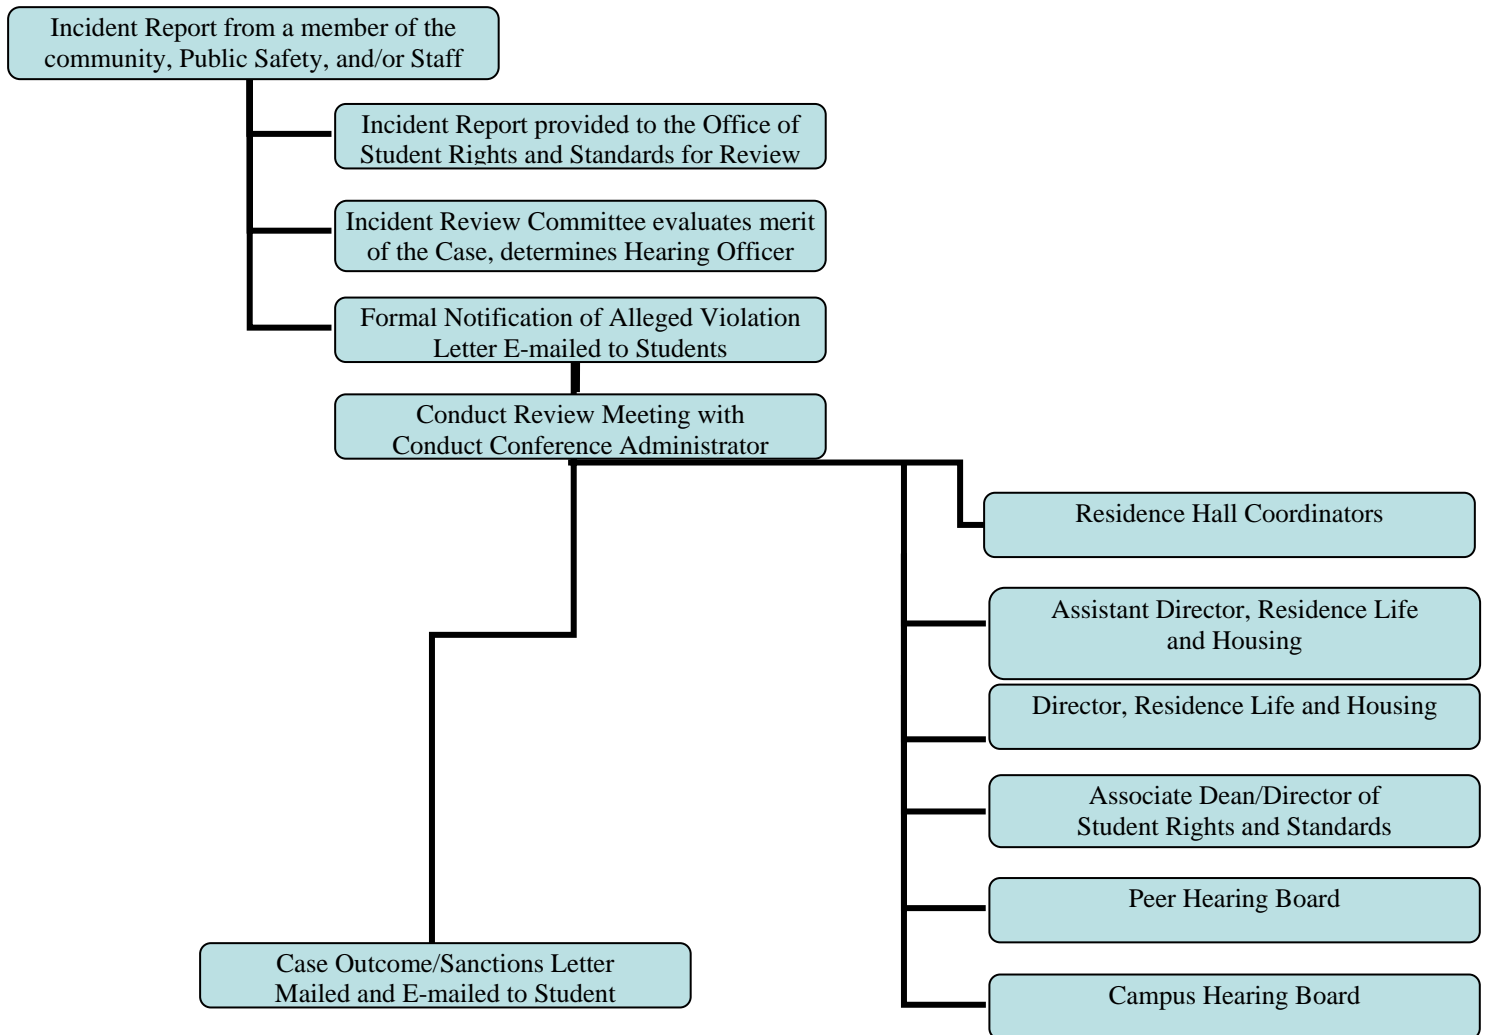 Incident Report from a member of the
community, Public Safety, and/or Staff
Incident Report provided to the Office of
Student Rights and Standards for Review
Incident Review Committee evaluates merit
of the Case, determines Hearing Officer
Formal Notification of Alleged Violation
Letter E-mailed to Students
Conduct Review Meeting with
Conduct Conference Administrator
Residence Hall Coordinators
Assistant Director, Residence Life
and Housing
Director, Residence Life and Housing
Associate Dean/Director of
Student Rights and Standards
Peer Hearing Board
Campus Hearing Board
Case Outcome/Sanctions Letter
Mailed and E-mailed to Student